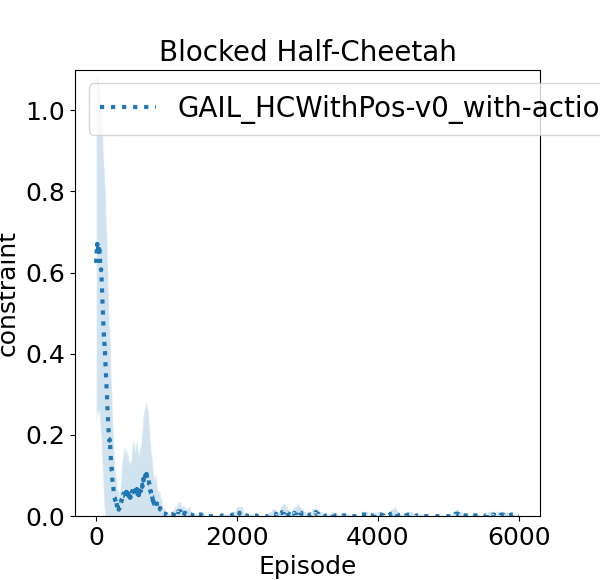 Blocked Half-Cheetah
GAIL_HCWithPos-v0_with-actio
1.0
0.8
0.6
0.4
0.2
0.0
constraint
0 2000 4000 6000
Episode